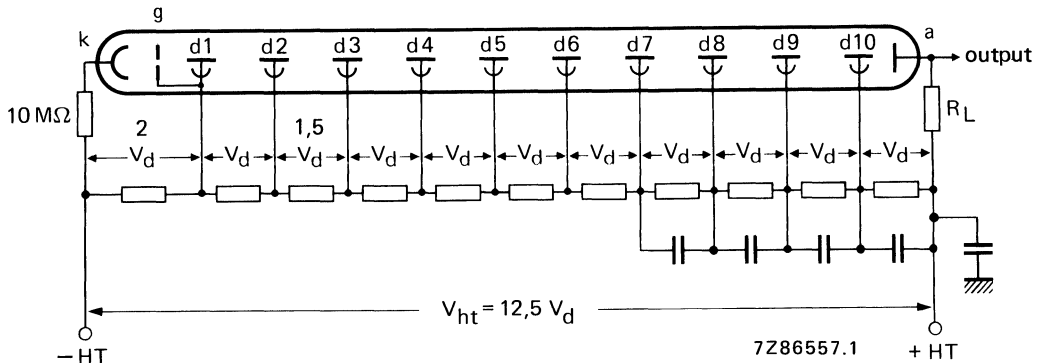 g
k
d1 d2 d3 d4 d5 d6 d7 d8 d9 d10
a
output
10 MΩ
R_L
2 1,5
V_d V_d V_d V_d V_d V_d V_d V_d V_d V_d V_d
V_ht = 12,5 V_d
7Z86557.1
— HT + HT